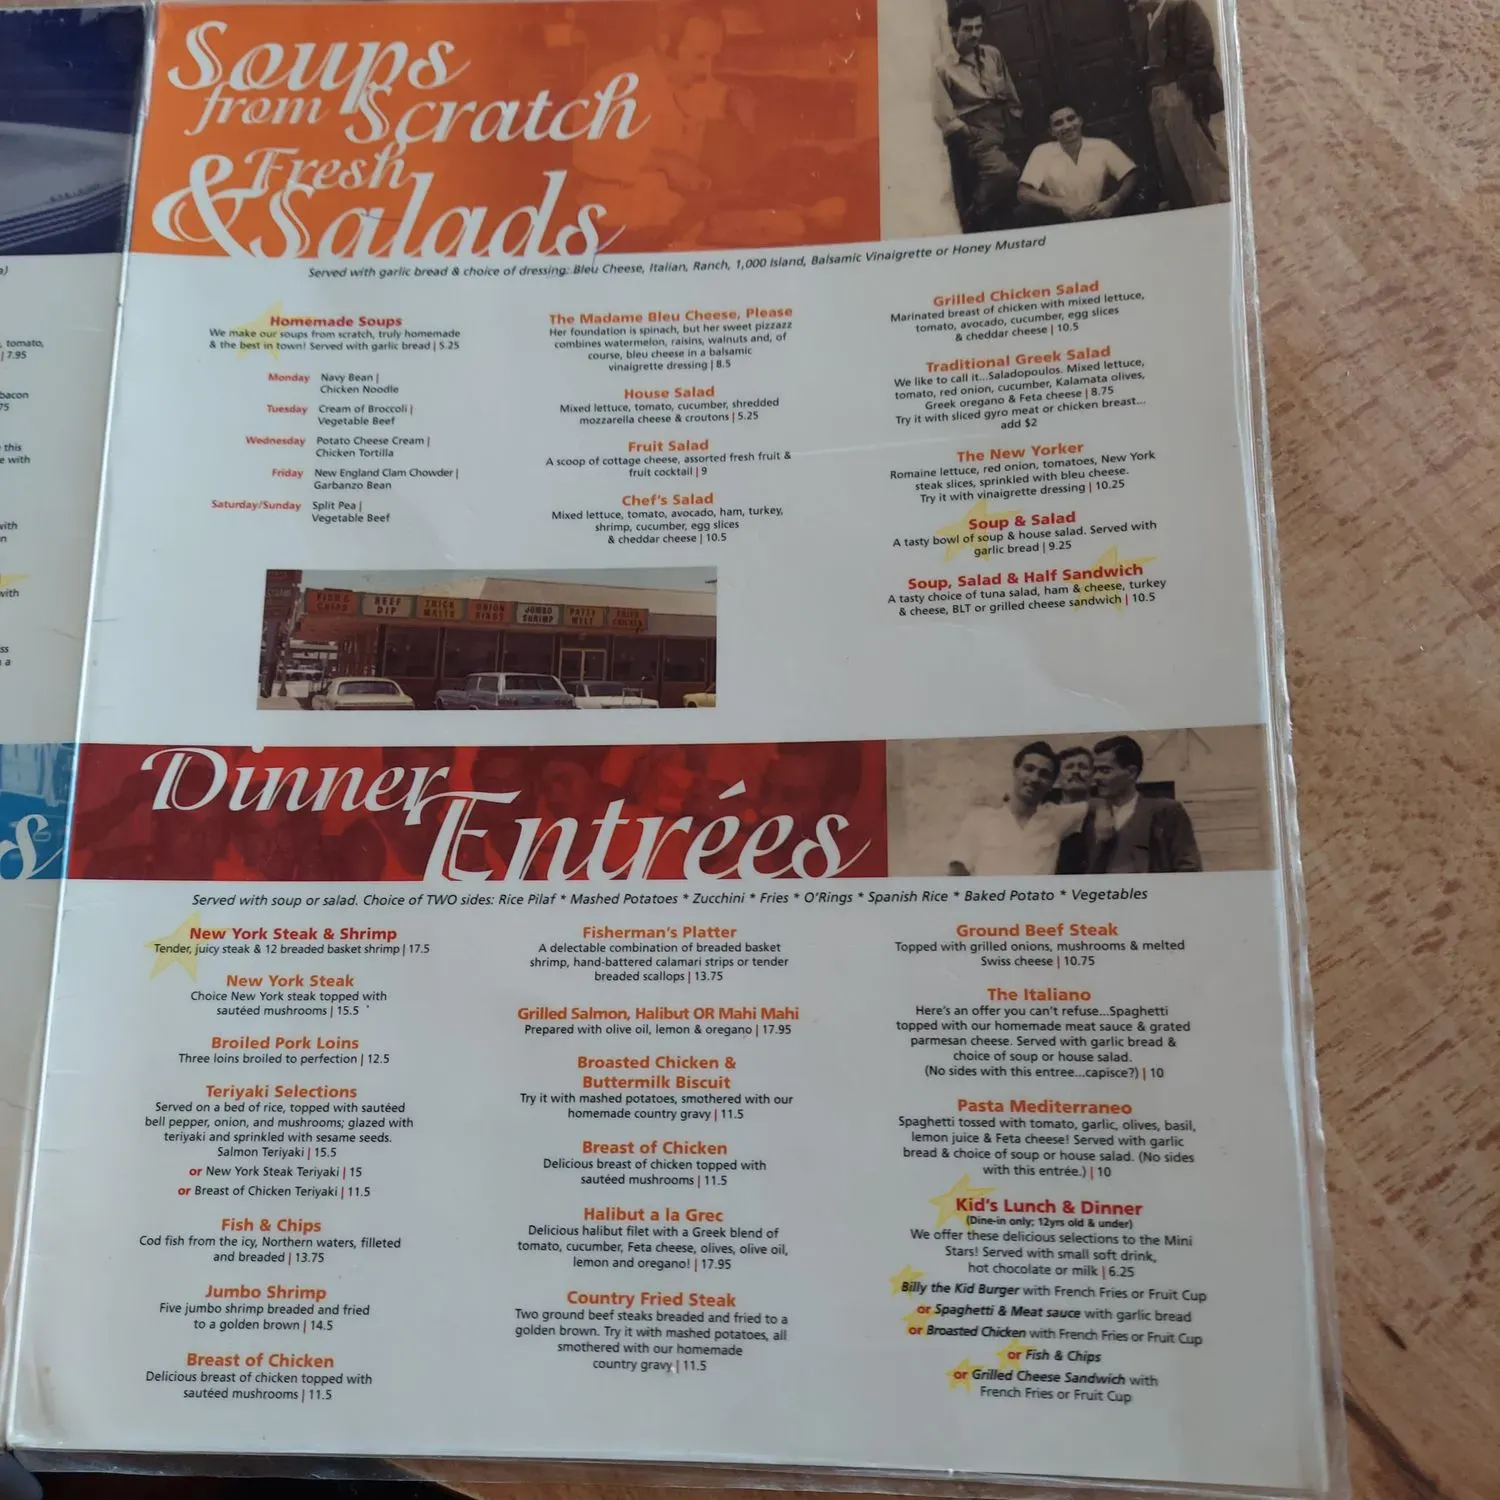 Soups
from Scratch
& Fresh
Salads
Served with garlic bread & choice of dressing: Bleu Cheese, Italian, Ranch, 1,000 Island, Balsamic Vinaigrette or Honey Mustard
Homemade Soups
We make our soups from scratch, truly homemade
& the best in town! Served with garlic bread | 5.25
Monday Navy Bean |
Chicken Noodle
Tuesday Cream of Broccoli |
Vegetable Beef
Wednesday Potato Cheese Cream |
Chicken Tortilla
Friday New England Clam Chowder |
Garbanzo Bean
Saturday/Sunday Split Pea |
Vegetable Beef
The Madame Bleu Cheese, Please
Her foundation is spinach, but her sweet pizzazz
combines watermelon, raisins, walnuts and, of
course, bleu cheese in a balsamic
vinaigrette dressing | 8.5
House Salad
Mixed lettuce, tomato, cucumber, shredded
mozzarella cheese & croutons | 5.25
Fruit Salad
A scoop of cottage cheese, assorted fresh fruit &
fruit cocktail | 9
Chef's Salad
Mixed lettuce, tomato, avocado, ham, turkey,
shrimp, cucumber, egg slices
& cheddar cheese | 10.5
Grilled Chicken Salad
Marinated breast of chicken with mixed lettuce,
tomato, avocado, cucumber, egg slices
& cheddar cheese | 10.5
Traditional Greek Salad
We like to call it...Saladopoulos. Mixed lettuce,
tomato, red onion, cucumber, Kalamata olives,
Greek oregano & Feta cheese | 8.75
Try it with sliced gyro meat or chicken breast...
add $2
The New Yorker
Romaine lettuce, red onion, tomatoes, New York
steak slices, sprinkled with bleu cheese.
Try it with vinaigrette dressing | 10.25
Soup & Salad
A tasty bowl of soup & house salad. Served with
garlic bread | 9.25
Soup, Salad & Half Sandwich
A tasty choice of tuna salad, ham & cheese, turkey
& cheese, BLT or grilled cheese sandwich | 10.5
FISH & CHIPS
BEEF DIP
THICK MALTS
ONION RINGS
JUMBO SHRIMP
PATTY MELT
FRIED CHICKEN
Dinner
Entrées
Served with soup or salad. Choice of TWO sides: Rice Pilaf * Mashed Potatoes * Zucchini * Fries * O'Rings * Spanish Rice * Baked Potato * Vegetables
New York Steak & Shrimp
Tender, juicy steak & 12 breaded basket shrimp | 17.5
New York Steak
Choice New York steak topped with
sautéed mushrooms | 15.5
Broiled Pork Loins
Three loins broiled to perfection | 12.5
Teriyaki Selections
Served on a bed of rice, topped with sautéed
bell pepper, onion, and mushrooms; glazed with
teriyaki and sprinkled with sesame seeds.
Salmon Teriyaki | 15.5
or New York Steak Teriyaki | 15
or Breast of Chicken Teriyaki | 11.5
Fish & Chips
Cod fish from the icy, Northern waters, filleted
and breaded | 13.75
Jumbo Shrimp
Five jumbo shrimp breaded and fried
to a golden brown | 14.5
Breast of Chicken
Delicious breast of chicken topped with
sautéed mushrooms | 11.5
Fisherman's Platter
A delectable combination of breaded basket
shrimp, hand-battered calamari strips or tender
breaded scallops | 13.75
Grilled Salmon, Halibut OR Mahi Mahi
Prepared with olive oil, lemon & oregano | 17.95
Broasted Chicken &
Buttermilk Biscuit
Try it with mashed potatoes, smothered with our
homemade country gravy | 11.5
Breast of Chicken
Delicious breast of chicken topped with
sautéed mushrooms | 11.5
Halibut a la Grec
Delicious halibut filet with a Greek blend of
tomato, cucumber, Feta cheese, olives, olive oil,
lemon and oregano! | 17.95
Country Fried Steak
Two ground beef steaks breaded and fried to a
golden brown. Try it with mashed potatoes, all
smothered with our homemade
country gravy | 11.5
Ground Beef Steak
Topped with grilled onions, mushrooms & melted
Swiss cheese | 10.75
The Italiano
Here's an offer you can't refuse...Spaghetti
topped with our homemade meat sauce & grated
parmesan cheese. Served with garlic bread &
choice of soup or house salad.
(No sides with this entree...capisce?) | 10
Pasta Mediterraneo
Spaghetti tossed with tomato, garlic, olives, basil,
lemon juice & Feta cheese! Served with garlic
bread & choice of soup or house salad. (No sides
with this entrée.) | 10
Kid's Lunch & Dinner
(Dine-in only; 12yrs old & under)
We offer these delicious selections to the Mini
Stars! Served with small soft drink,
hot chocolate or milk | 6.25
Billy the Kid Burger with French Fries or Fruit Cup
or Spaghetti & Meat sauce with garlic bread
or Broasted Chicken with French Fries or Fruit Cup
or Fish & Chips
or Grilled Cheese Sandwich with
French Fries or Fruit Cup
tomato,
| 7.95
bacon
this
with
with
with
a
s